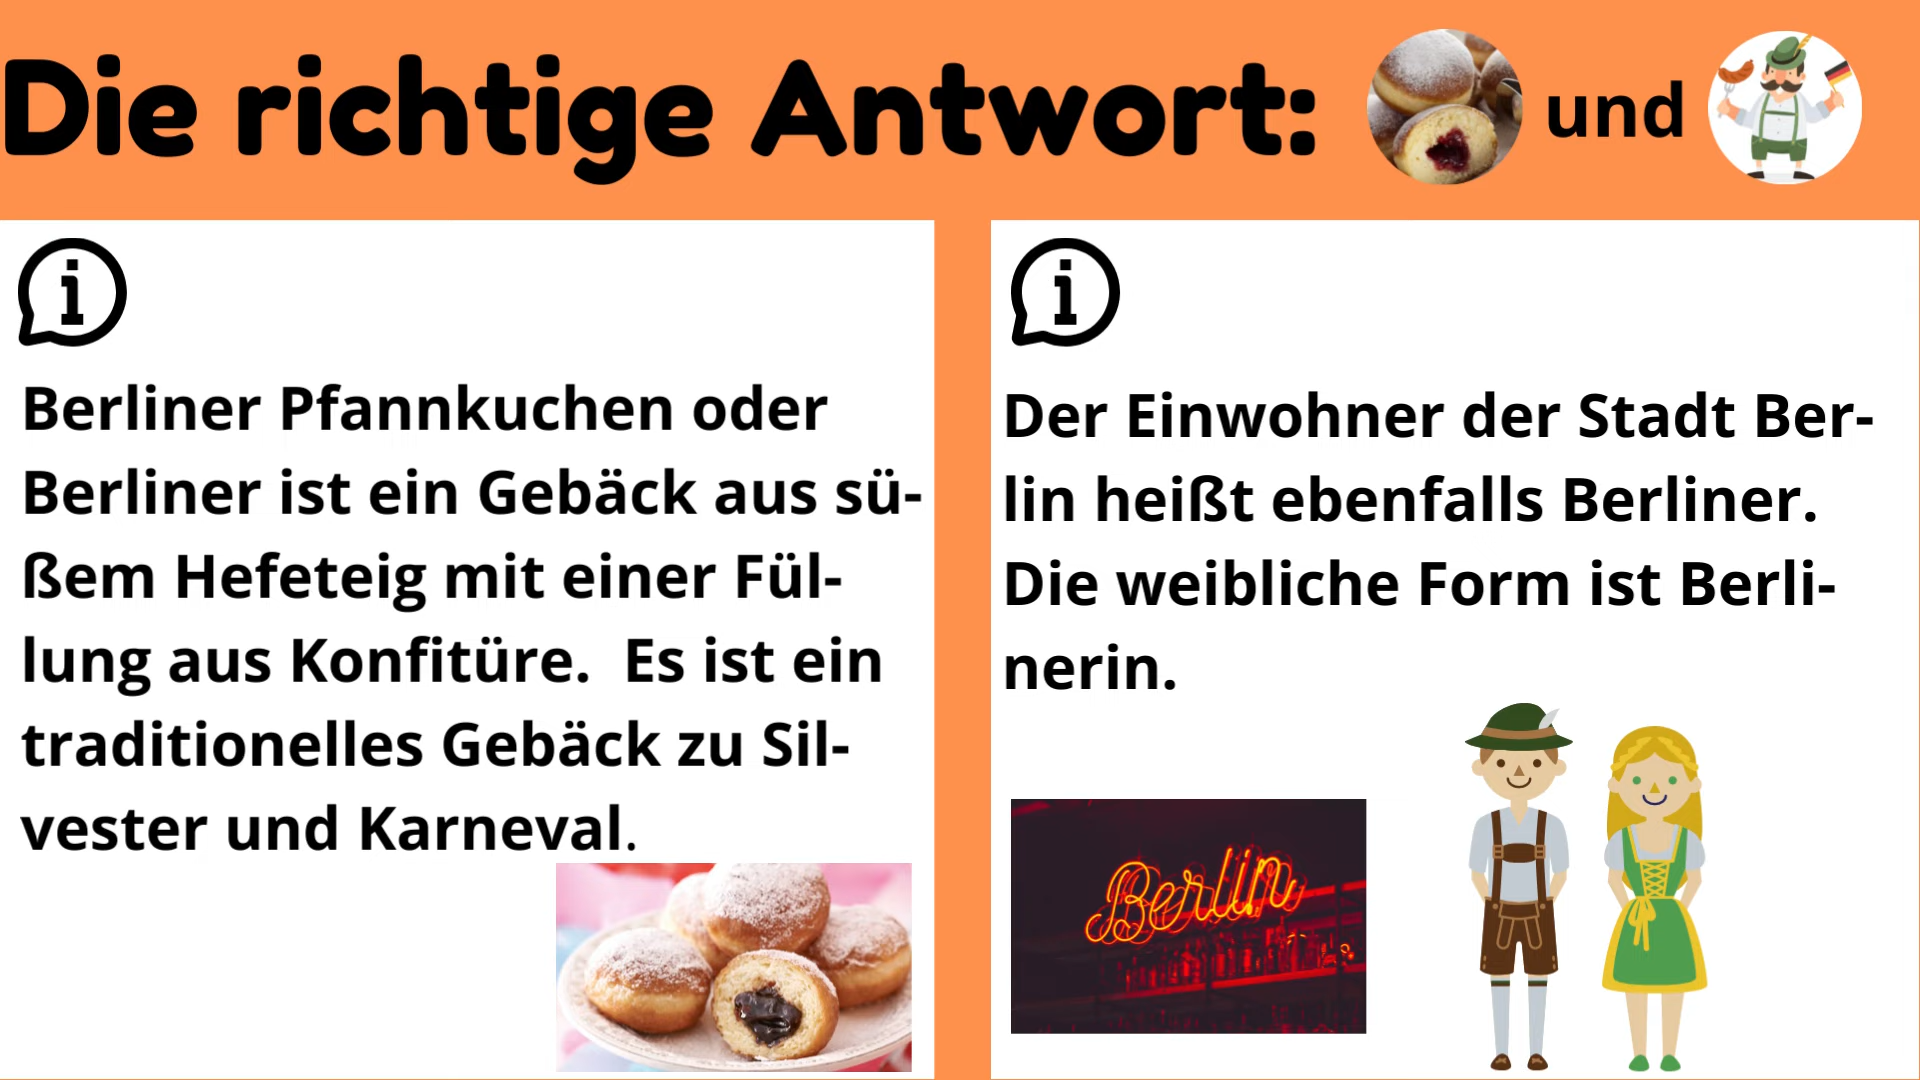 Die richtige Antwort: und
i
Berliner Pfannkuchen oder
Berliner ist ein Gebäck aus sü-
ßem Hefeteig mit einer Fül-
lung aus Konfitüre.  Es ist ein
traditionelles Gebäck zu Sil-
vester und Karneval.
i
Der Einwohner der Stadt Ber-
lin heißt ebenfalls Berliner.
Die weibliche Form ist Berli-
nerin.
Berlin